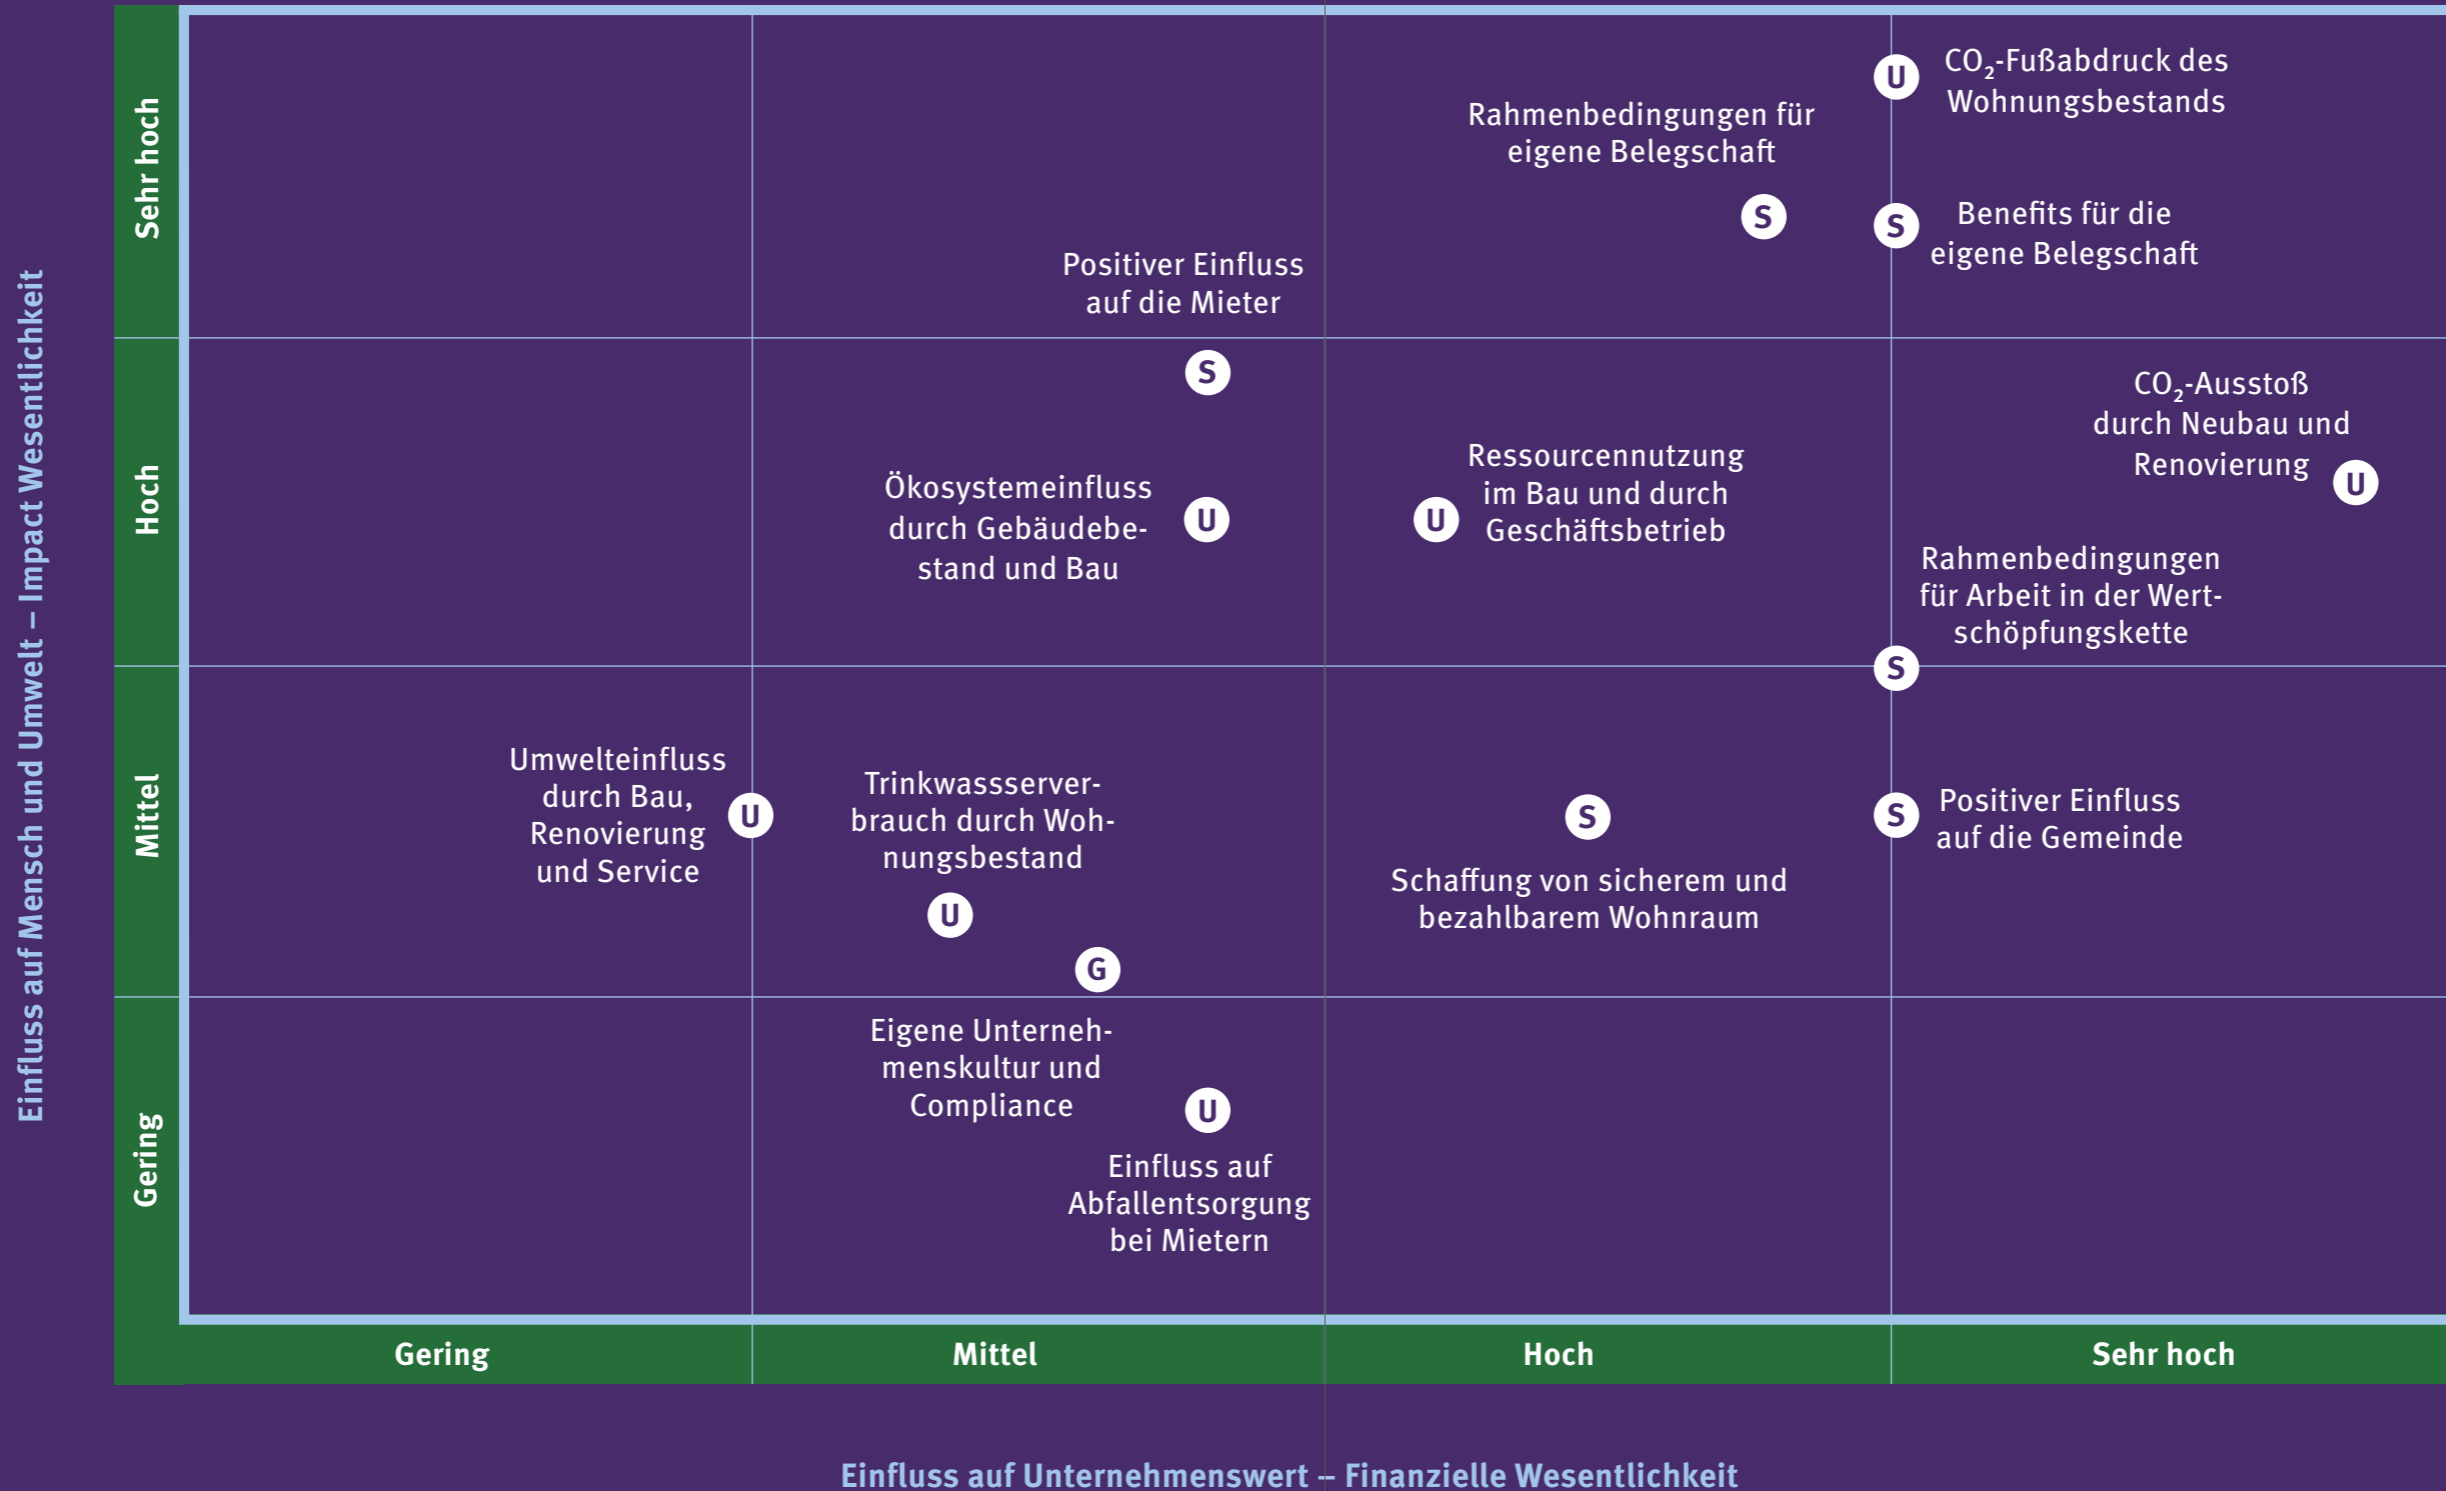 Einfluss auf Mensch und Umwelt – Impact Wesentlichkeit
Sehr hoch
Hoch
Mittel
Gering
U
CO₂-Fußabdruck des
Wohnungsbestands
Rahmenbedingungen für
eigene Belegschaft
S
S
Benefits für die
eigene Belegschaft
Positiver Einfluss
auf die Mieter
S
CO₂-Ausstoß
durch Neubau und
Renovierung
U
Ökosystemeinfluss
durch Gebäudebe-
stand und Bau
U
U
Ressourcennutzung
im Bau und durch
Geschäftsbetrieb
Rahmenbedingungen
für Arbeit in der Wert-
schöpfungskette
S
Umwelteinfluss
durch Bau,
Renovierung
und Service
U
Trinkwassserver-
brauch durch Woh-
nungsbestand
U
S
Schaffung von sicherem und
bezahlbarem Wohnraum
S
Positiver Einfluss
auf die Gemeinde
G
Eigene Unterneh-
menskultur und
Compliance
U
Einfluss auf
Abfallentsorgung
bei Mietern
Gering
Mittel
Hoch
Sehr hoch
Einfluss auf Unternehmenswert – Finanzielle Wesentlichkeit